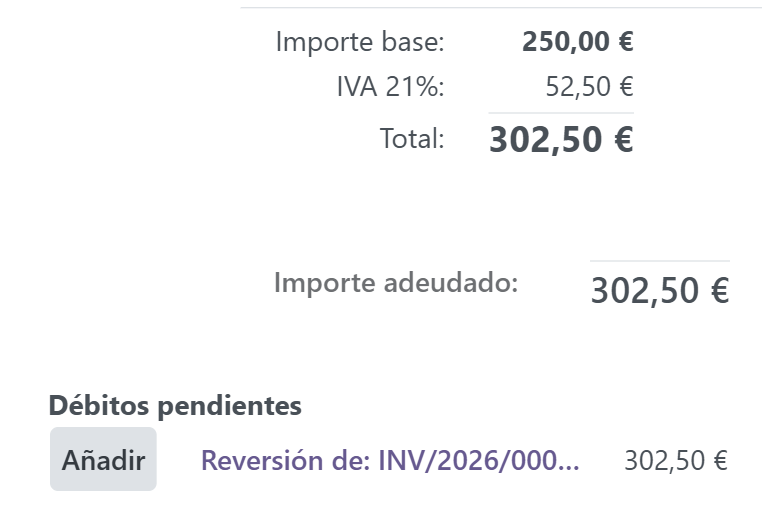 Importe base: 250,00 €
IVA 21%: 52,50 €
Total: 302,50 €
Importe adeudado: 302,50 €
Débitos pendientes
Añadir Reversión de: INV/2026/000... 302,50 €